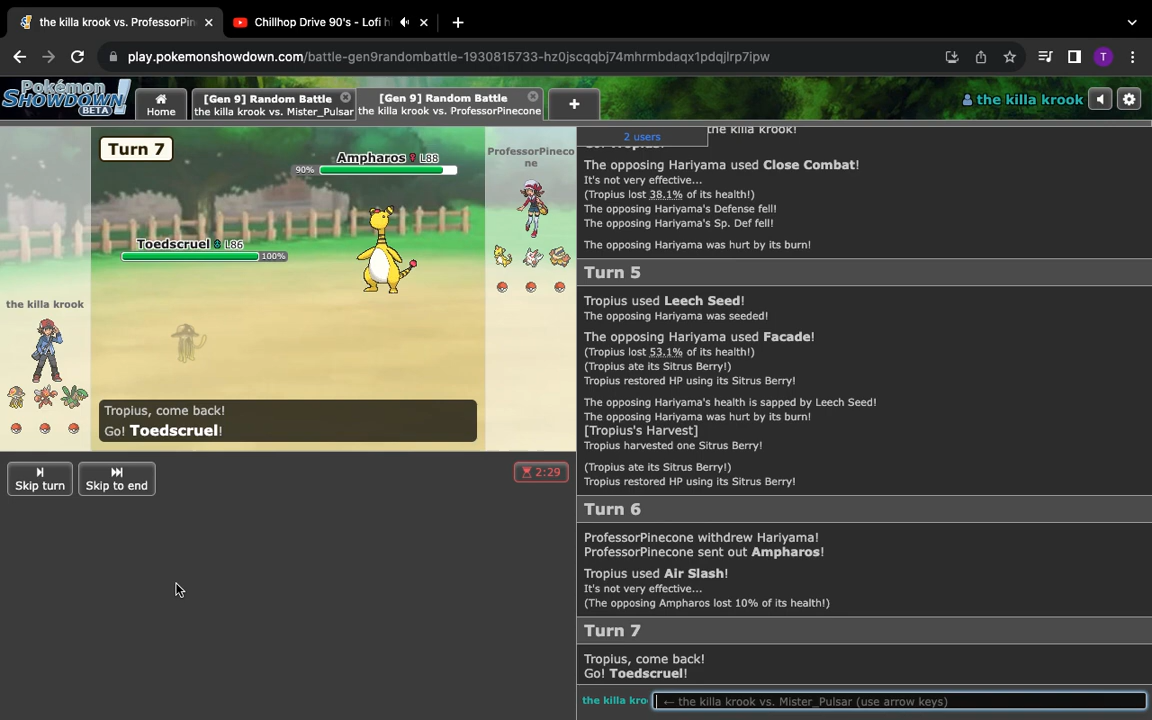 the killa krook vs. ProfessorPin
Chillhop Drive 90's - Lofi h
play.pokemonshowdown.com/battle-gen9randombattle-1930815733-hz0jscqqbj74mhrmbdaqx1pdqjlrp7ipw
T
Pokémon
SHOWDOWN!
BETA
Home
[Gen 9] Random Battle
the killa krook vs. Mister_Pulsar
[Gen 9] Random Battle
the killa krook vs. ProfessorPinecone
the killa krook
Turn 7
Ampharos L88
90%
Toedscruel L86
100%
the killa krook
ProfessorPineco
ne
Tropius, come back!
Go! Toedscruel!
Skip turn
Skip to end
2:29
2 users
the killa krook!
The opposing Hariyama used Close Combat!
It's not very effective...
(Tropius lost 38.1% of its health!)
The opposing Hariyama's Defense fell!
The opposing Hariyama's Sp. Def fell!
The opposing Hariyama was hurt by its burn!
Turn 5
Tropius used Leech Seed!
The opposing Hariyama was seeded!
The opposing Hariyama used Facade!
(Tropius lost 53.1% of its health!)
(Tropius ate its Sitrus Berry!)
Tropius restored HP using its Sitrus Berry!
The opposing Hariyama's health is sapped by Leech Seed!
The opposing Hariyama was hurt by its burn!
[Tropius's Harvest]
Tropius harvested one Sitrus Berry!
(Tropius ate its Sitrus Berry!)
Tropius restored HP using its Sitrus Berry!
Turn 6
ProfessorPinecone withdrew Hariyama!
ProfessorPinecone sent out Ampharos!
Tropius used Air Slash!
It's not very effective...
(The opposing Ampharos lost 10% of its health!)
Turn 7
Tropius, come back!
Go! Toedscruel!
the killa kro
← the killa krook vs. Mister_Pulsar (use arrow keys)